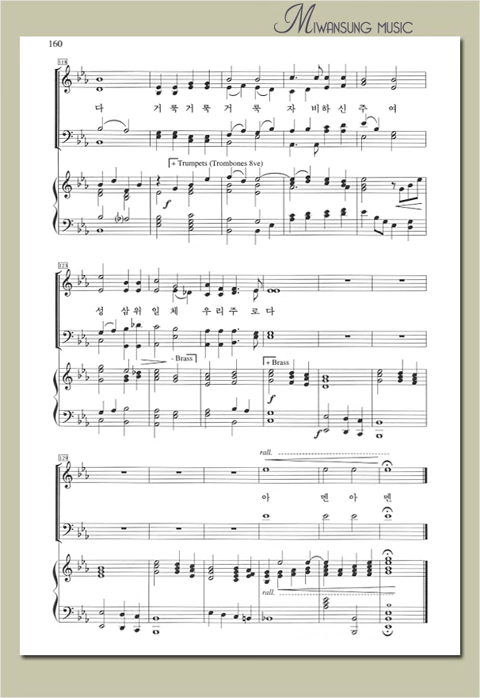 MIWANSUNG MUSIC
160
118
다 거룩거룩 거 룩 자 비하신 주 여
+ Trumpets (Trombones 8ve)
f
123
성 삼위 일 체 우리주 로다
- Brass
+ Brass
f
f
129
rall.
아 멘아 멘
rall.